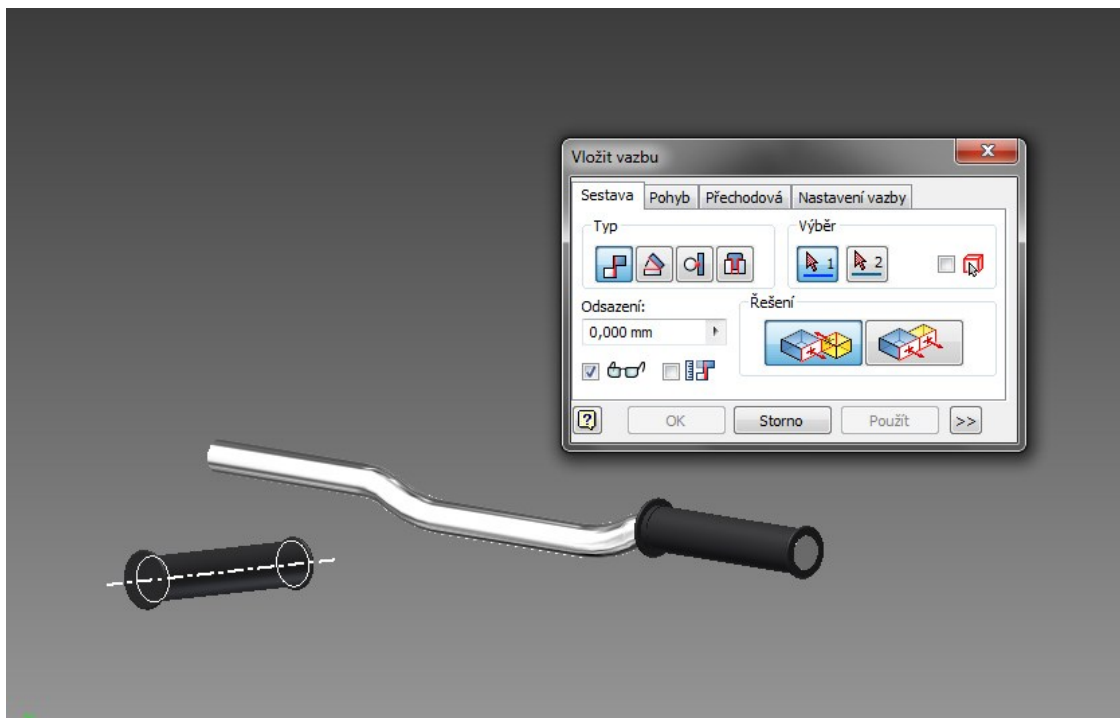 Vložit vazbu
Sestava Pohyb Přechodová Nastavení vazby
Typ Výběr
1 2
Odsazení: Řešení
0,000 mm
OK Storno Použít >>